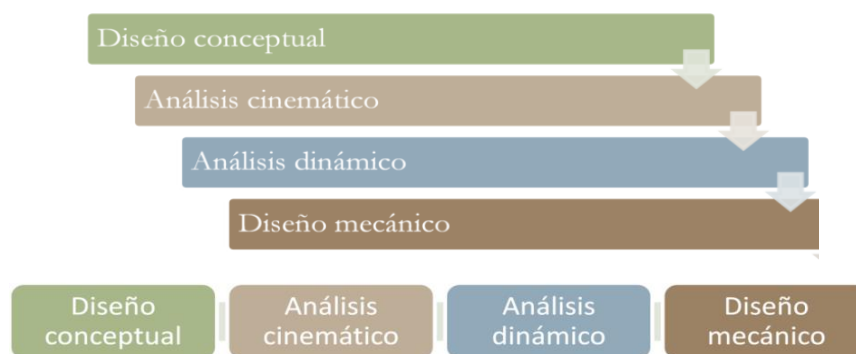 Diseño conceptual
Análisis cinemático
Análisis dinámico
Diseño mecánico
Diseño
conceptual
Análisis
cinemático
Análisis
dinámico
Diseño
mecánico